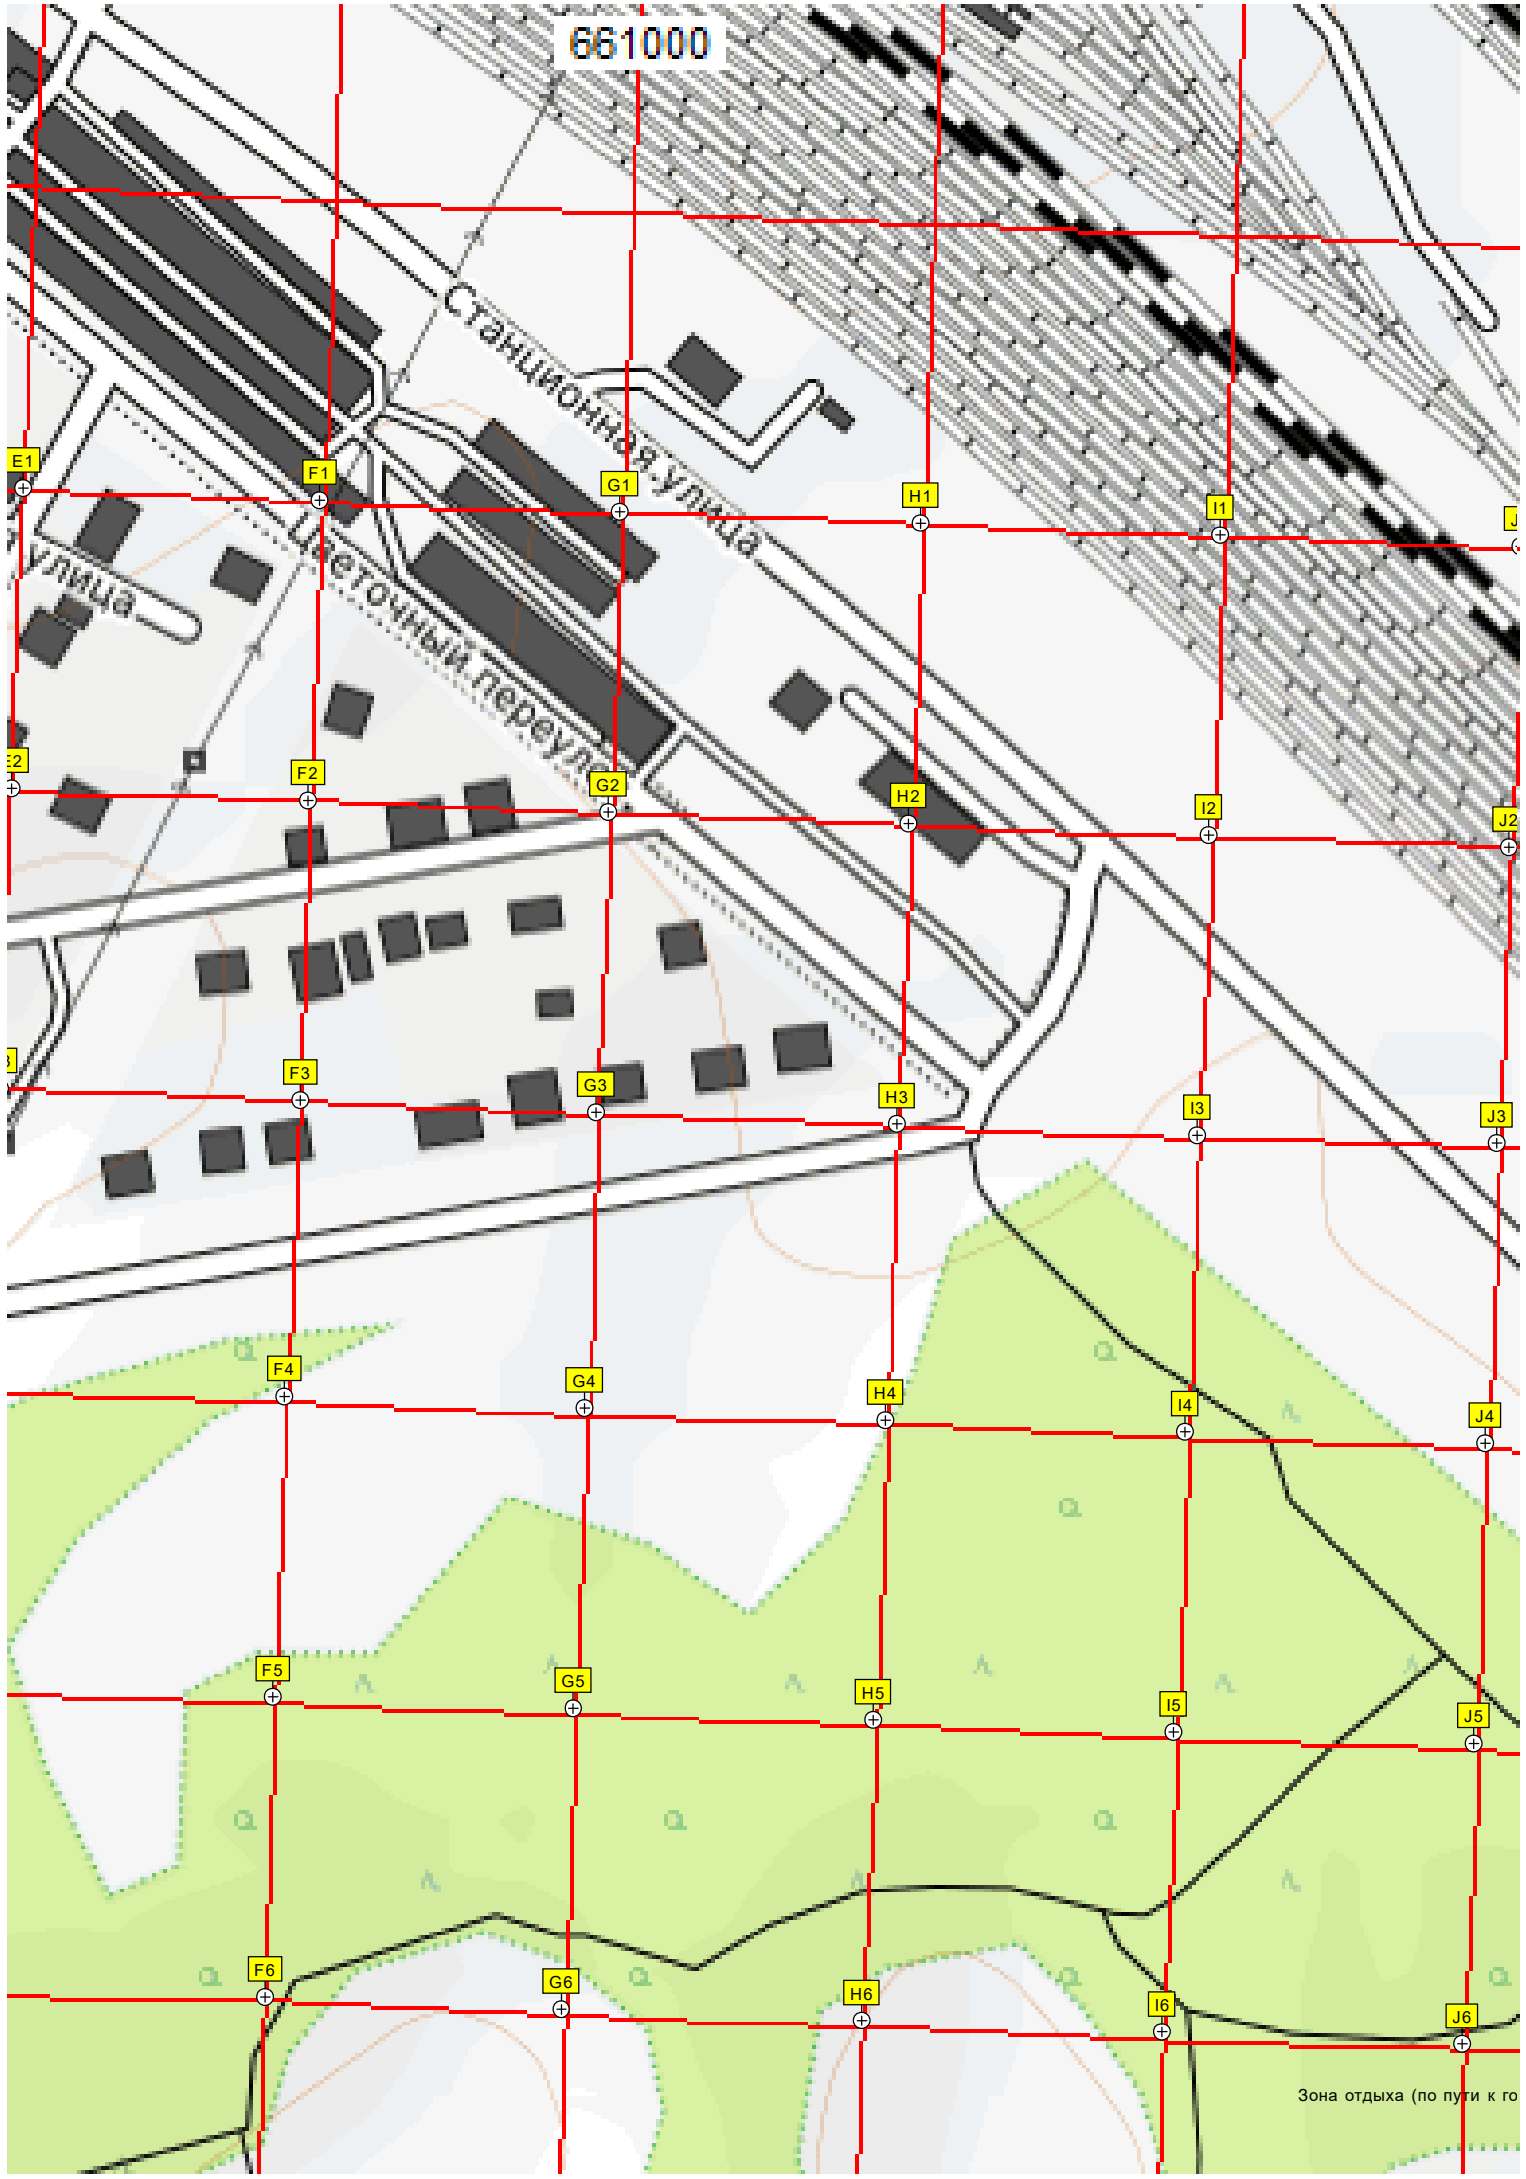 661000
Станционная улица
E1
F1
G1
H1
I1
J
улица
Цветочный переулок
E2
F2
G2
H2
I2
J2
3
F3
G3
H3
I3
J3
F4
G4
H4
I4
J4
F5
G5
H5
I5
J5
F6
G6
H6
I6
J6
Зона отдыха (по пути к го